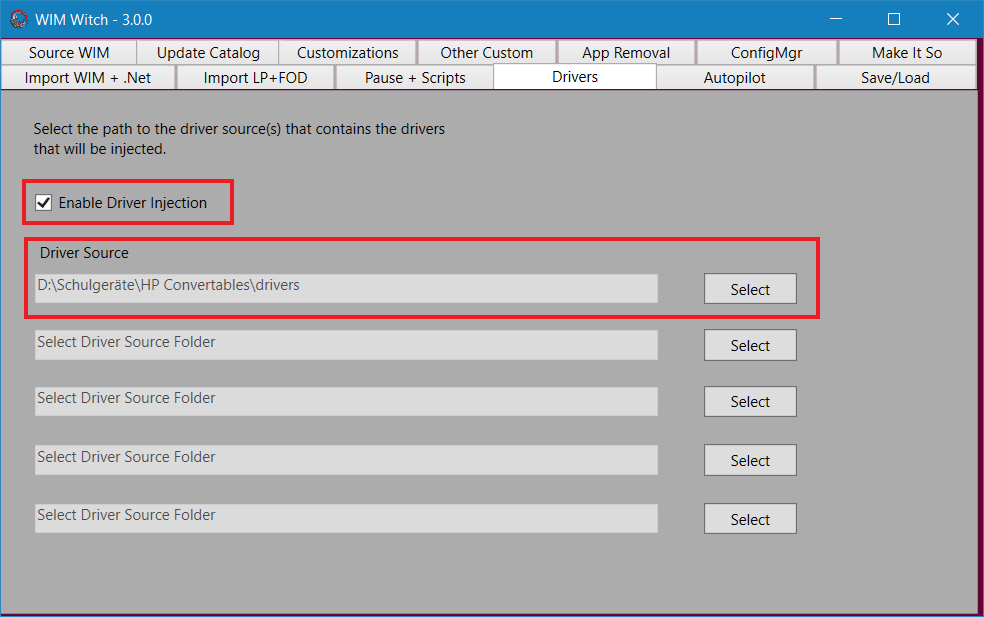 WIM Witch - 3.0.0
Source WIM
Update Catalog
Customizations
Other Custom
App Removal
ConfigMgr
Make It So
Import WIM + .Net
Import LP+FOD
Pause + Scripts
Drivers
Autopilot
Save/Load
Select the path to the driver source(s) that contains the drivers
that will be injected.
Enable Driver Injection
Driver Source
D:\Schulgeräte\HP Convertables\drivers
Select
Select Driver Source Folder
Select
Select Driver Source Folder
Select
Select Driver Source Folder
Select
Select Driver Source Folder
Select